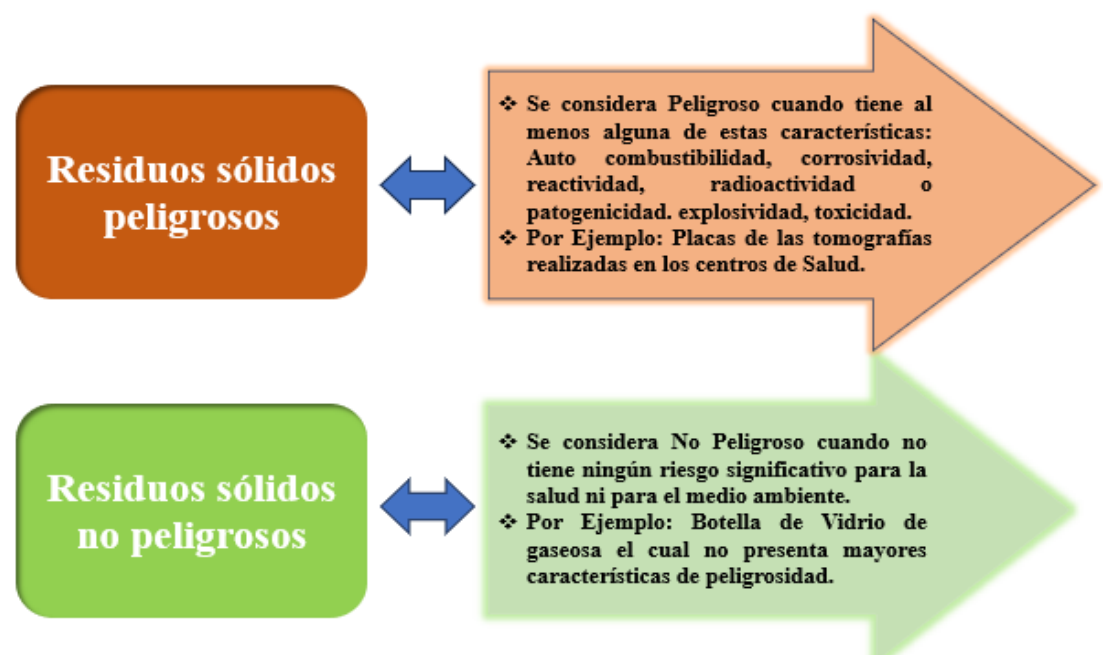 Residuos sólidos
peligrosos
❖ Se considera Peligroso cuando tiene al
menos alguna de estas características:
Auto combustibilidad, corrosividad,
reactividad, radioactividad o
patogenicidad. explosividad, toxicidad.
❖ Por Ejemplo: Placas de las tomografías
realizadas en los centros de Salud.
Residuos sólidos
no peligrosos
❖ Se considera No Peligroso cuando no
tiene ningún riesgo significativo para la
salud ni para el medio ambiente.
❖ Por Ejemplo: Botella de Vidrio de
gaseosa el cual no presenta mayores
características de peligrosidad.